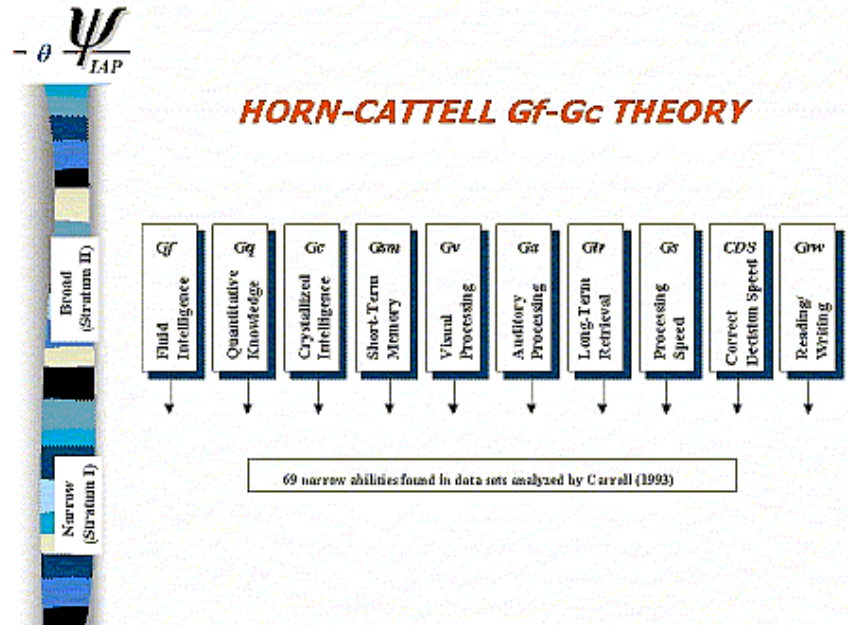 - θ ψ
IAP
HORN-CATTELL Gf-Gc THEORY
Broad
(Stratum II)
Narrow
(Stratum I)
Gf
Fluid
Intelligence
Gq
Quantitative
Knowledge
Gc
Crystallized
Intelligence
Gsm
Short-Term
Memory
Gv
Visual
Processing
Ga
Auditory
Processing
Glr
Long-Term
Retrieval
Gs
Processing
Speed
CDS
Correct
Decision Speed
Grw
Reading/
Writing
69 narrow abilities found in data sets analyzed by Carroll (1993)